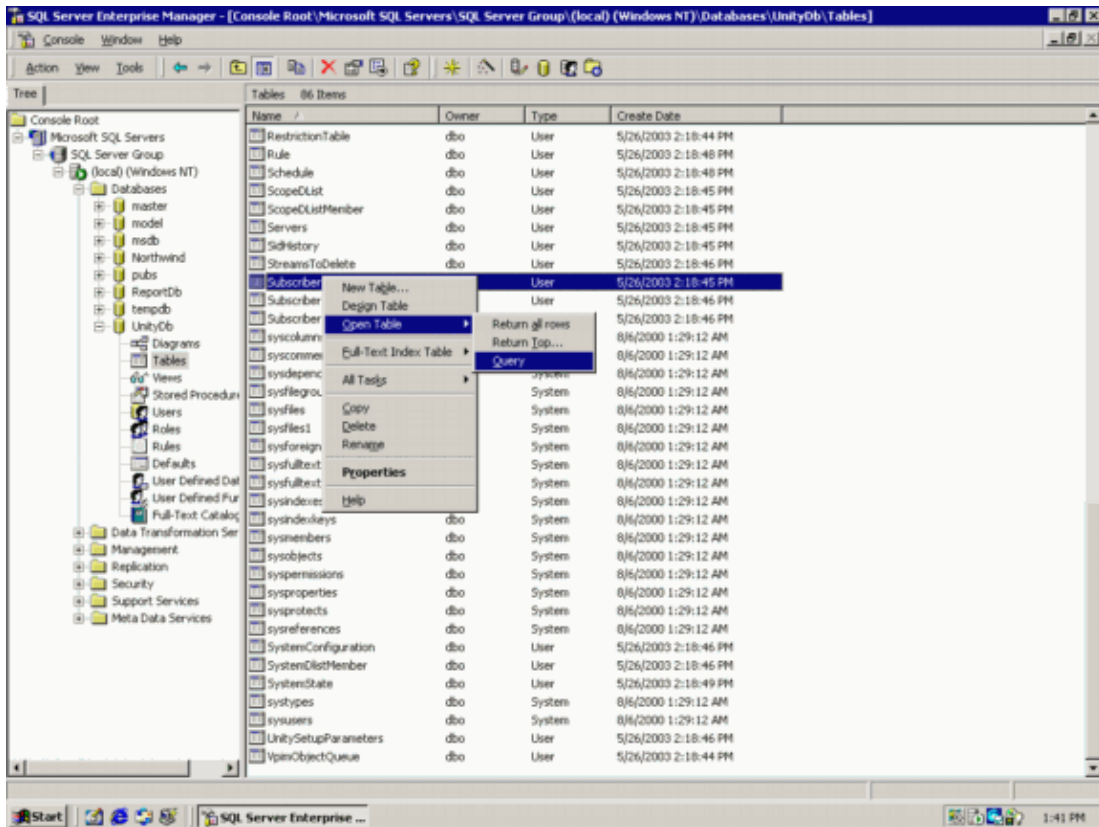 SQL Server Enterprise Manager - [Console Root\Microsoft SQL Servers\SQL Server Group\(local) (Windows NT)\Databases\UnityDb\Tables]
Console Window Help
Action View Tools
Tree
Tables 86 Items
Console Root
Microsoft SQL Servers
SQL Server Group
(local) (Windows NT)
Databases
master
model
msdb
Northwind
pubs
ReportDb
tempdb
UnityDb
Diagrams
Tables
Views
Stored Procedure
Users
Roles
Rules
Defaults
User Defined Dat
User Defined Fur
Full-Text Catalog
Data Transformation Ser
Management
Replication
Security
Support Services
Meta Data Services
Name Owner Type Create Date
RestrictionTable dbo User 5/26/2003 2:18:44 PM
Rule dbo User 5/26/2003 2:18:48 PM
Schedule dbo User 5/26/2003 2:18:48 PM
ScopeDList dbo User 5/26/2003 2:18:45 PM
ScopeDListMember dbo User 5/26/2003 2:18:45 PM
Servers dbo User 5/26/2003 2:18:45 PM
SidHistory dbo User 5/26/2003 2:18:45 PM
StreamsToDelete dbo User 5/26/2003 2:18:46 PM
Subscriber User 5/26/2003 2:18:45 PM
Subscriber User 5/26/2003 2:18:46 PM
Subscriber 5/26/2003 2:18:46 PM
syscolumn 8/6/2000 1:29:12 AM
syscommen 8/6/2000 1:29:12 AM
sysdepend System 8/6/2000 1:29:12 AM
sysfilegrou System 8/6/2000 1:29:12 AM
sysfiles System 8/6/2000 1:29:12 AM
sysfiles1 System 8/6/2000 1:29:12 AM
sysforeign System 8/6/2000 1:29:12 AM
sysfulltext System 8/6/2000 1:29:12 AM
sysfulltext System 8/6/2000 1:29:12 AM
sysindexes System 8/6/2000 1:29:12 AM
sysindexkeys dbo System 8/6/2000 1:29:12 AM
sysmembers dbo System 8/6/2000 1:29:12 AM
sysobjects dbo System 8/6/2000 1:29:12 AM
syspermissions dbo System 8/6/2000 1:29:12 AM
sysproperties dbo System 8/6/2000 1:29:12 AM
sysprotects dbo System 8/6/2000 1:29:12 AM
sysreferences dbo System 8/6/2000 1:29:12 AM
SystemConfiguration dbo User 5/26/2003 2:18:46 PM
SystemDlistMember dbo User 5/26/2003 2:18:46 PM
SystemState dbo User 5/26/2003 2:18:49 PM
systypes dbo System 8/6/2000 1:29:12 AM
sysusers dbo System 8/6/2000 1:29:12 AM
UnitySetupParameters dbo User 5/26/2003 2:18:46 PM
VpimObjectQueue dbo User 5/26/2003 2:18:44 PM
New Table...
Design Table
Open Table
Full-Text Index Table
All Tasks
Copy
Delete
Rename
Properties
Help
Return all rows
Return Top...
Query
Start
SQL Server Enterprise ...
1:41 PM